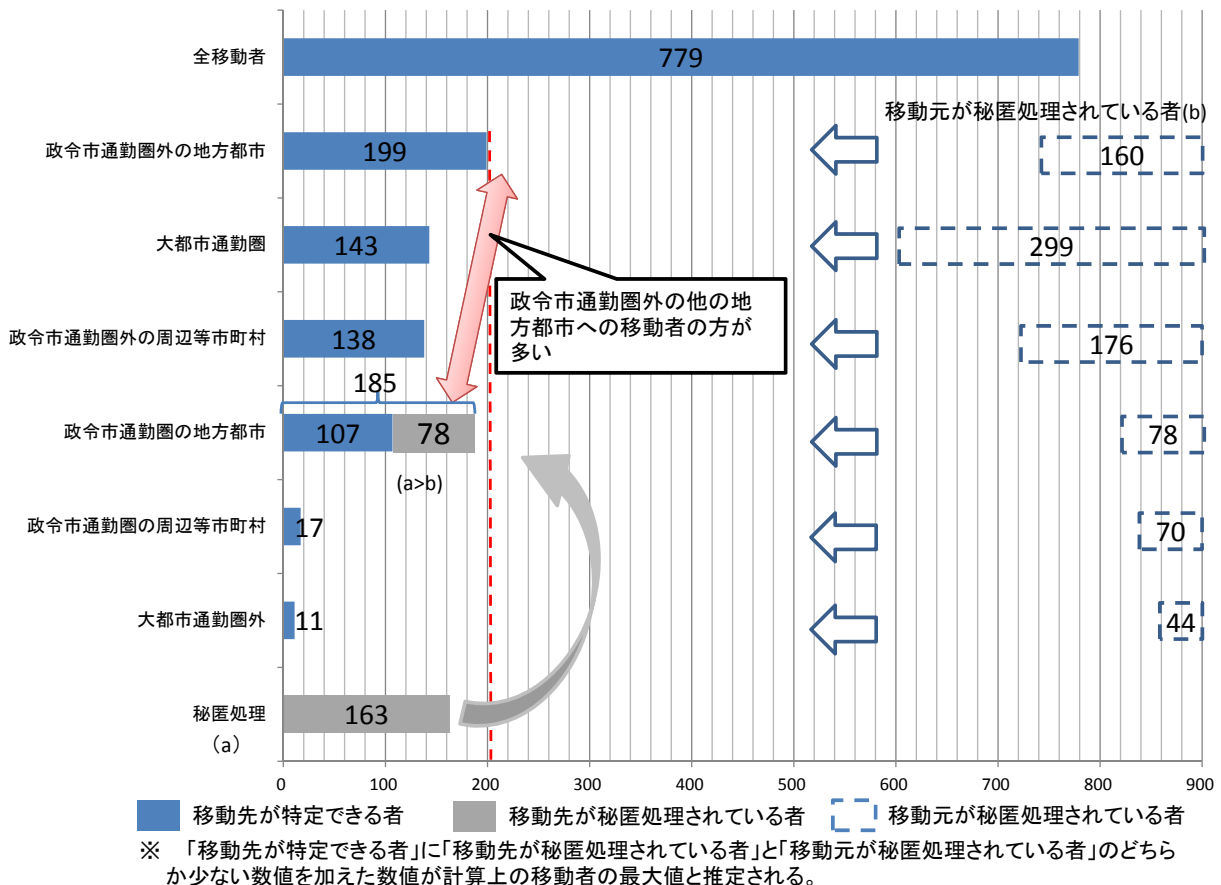 全移動者
779
移動元が秘匿処理されている者(b)
政令市通勤圏外の地方都市
199
160
大都市通勤圏
143
299
政令市通勤圏外の他の地
方都市への移動者の方が
多い
政令市通勤圏外の周辺等市町村
138
176
185
政令市通勤圏の地方都市
107
78
78
(a>b)
政令市通勤圏の周辺等市町村
17
70
大都市通勤圏外
11
44
秘匿処理
163
（a）
0 100 200 300 400 500 600 700 800 900
移動先が特定できる者 移動先が秘匿処理されている者 移動元が秘匿処理されている者
※ 「移動先が特定できる者」に「移動先が秘匿処理されている者」と「移動元が秘匿処理されている者」のどちら
か少ない数値を加えた数値が計算上の移動者の最大値と推定される。